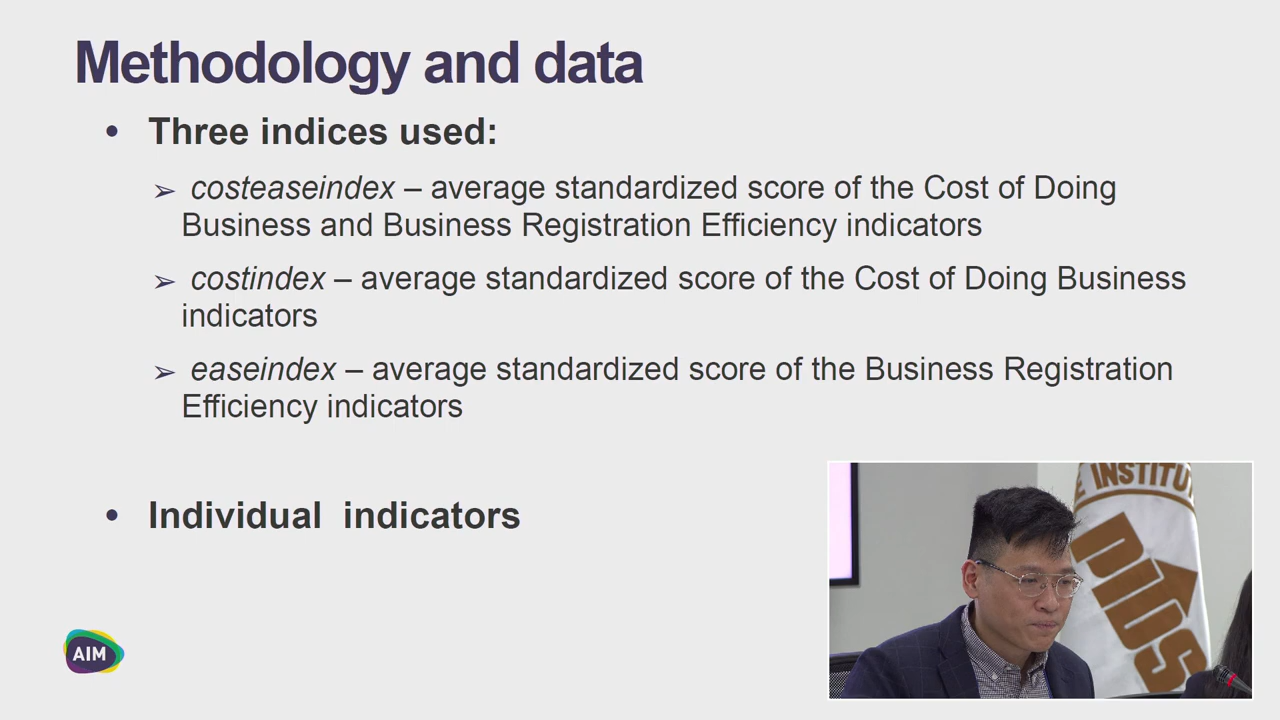 Methodology and data
• Three indices used:
➢ costeaseindex – average standardized score of the Cost of Doing
Business and Business Registration Efficiency indicators
➢ costindex – average standardized score of the Cost of Doing Business
indicators
➢ easeindex – average standardized score of the Business Registration
Efficiency indicators
• Individual indicators
AIM
E INSTITU
PIDS